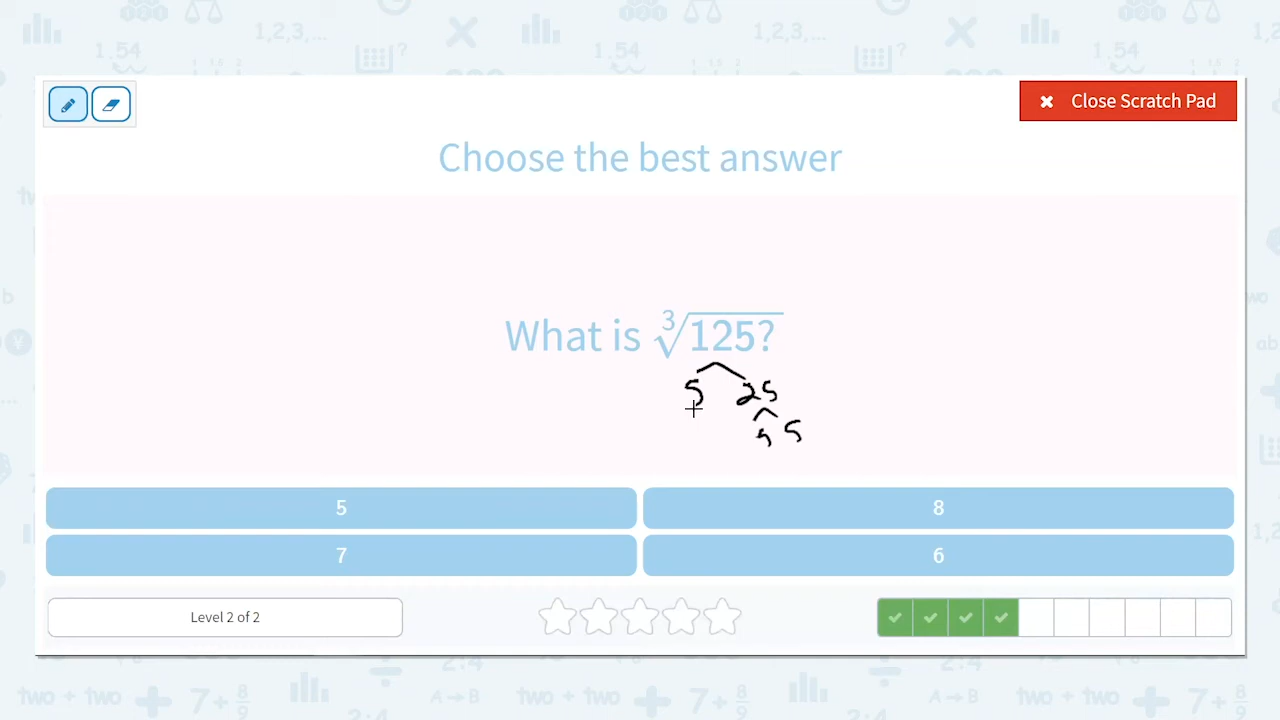 Close Scratch Pad
Choose the best answer
What is ∛125?
5 25
5 5
5
8
7
6
Level 2 of 2